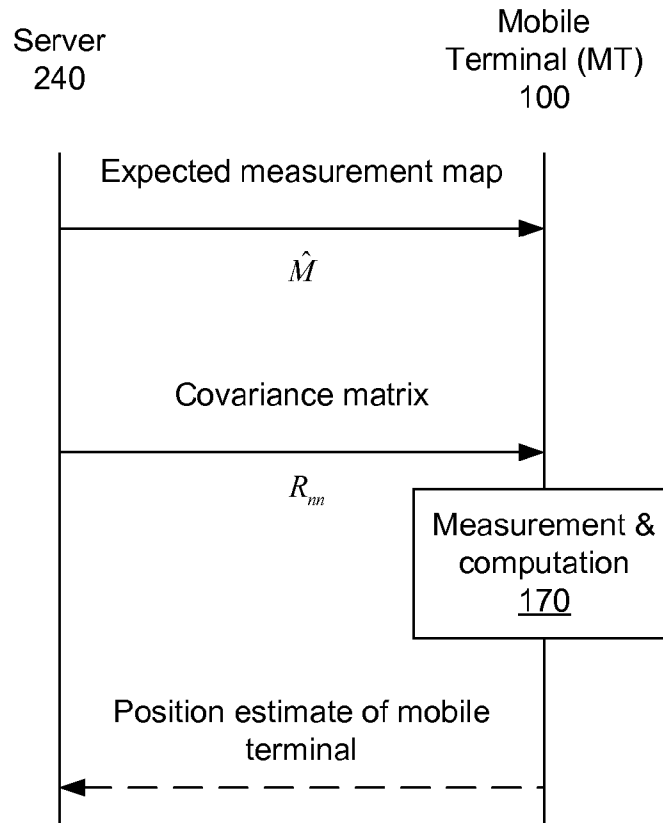 Server
240
Mobile
Terminal (MT)
100
Expected measurement map
M̂
Covariance matrix
Rₙₙ
Measurement &
computation
170
Position estimate of mobile
terminal